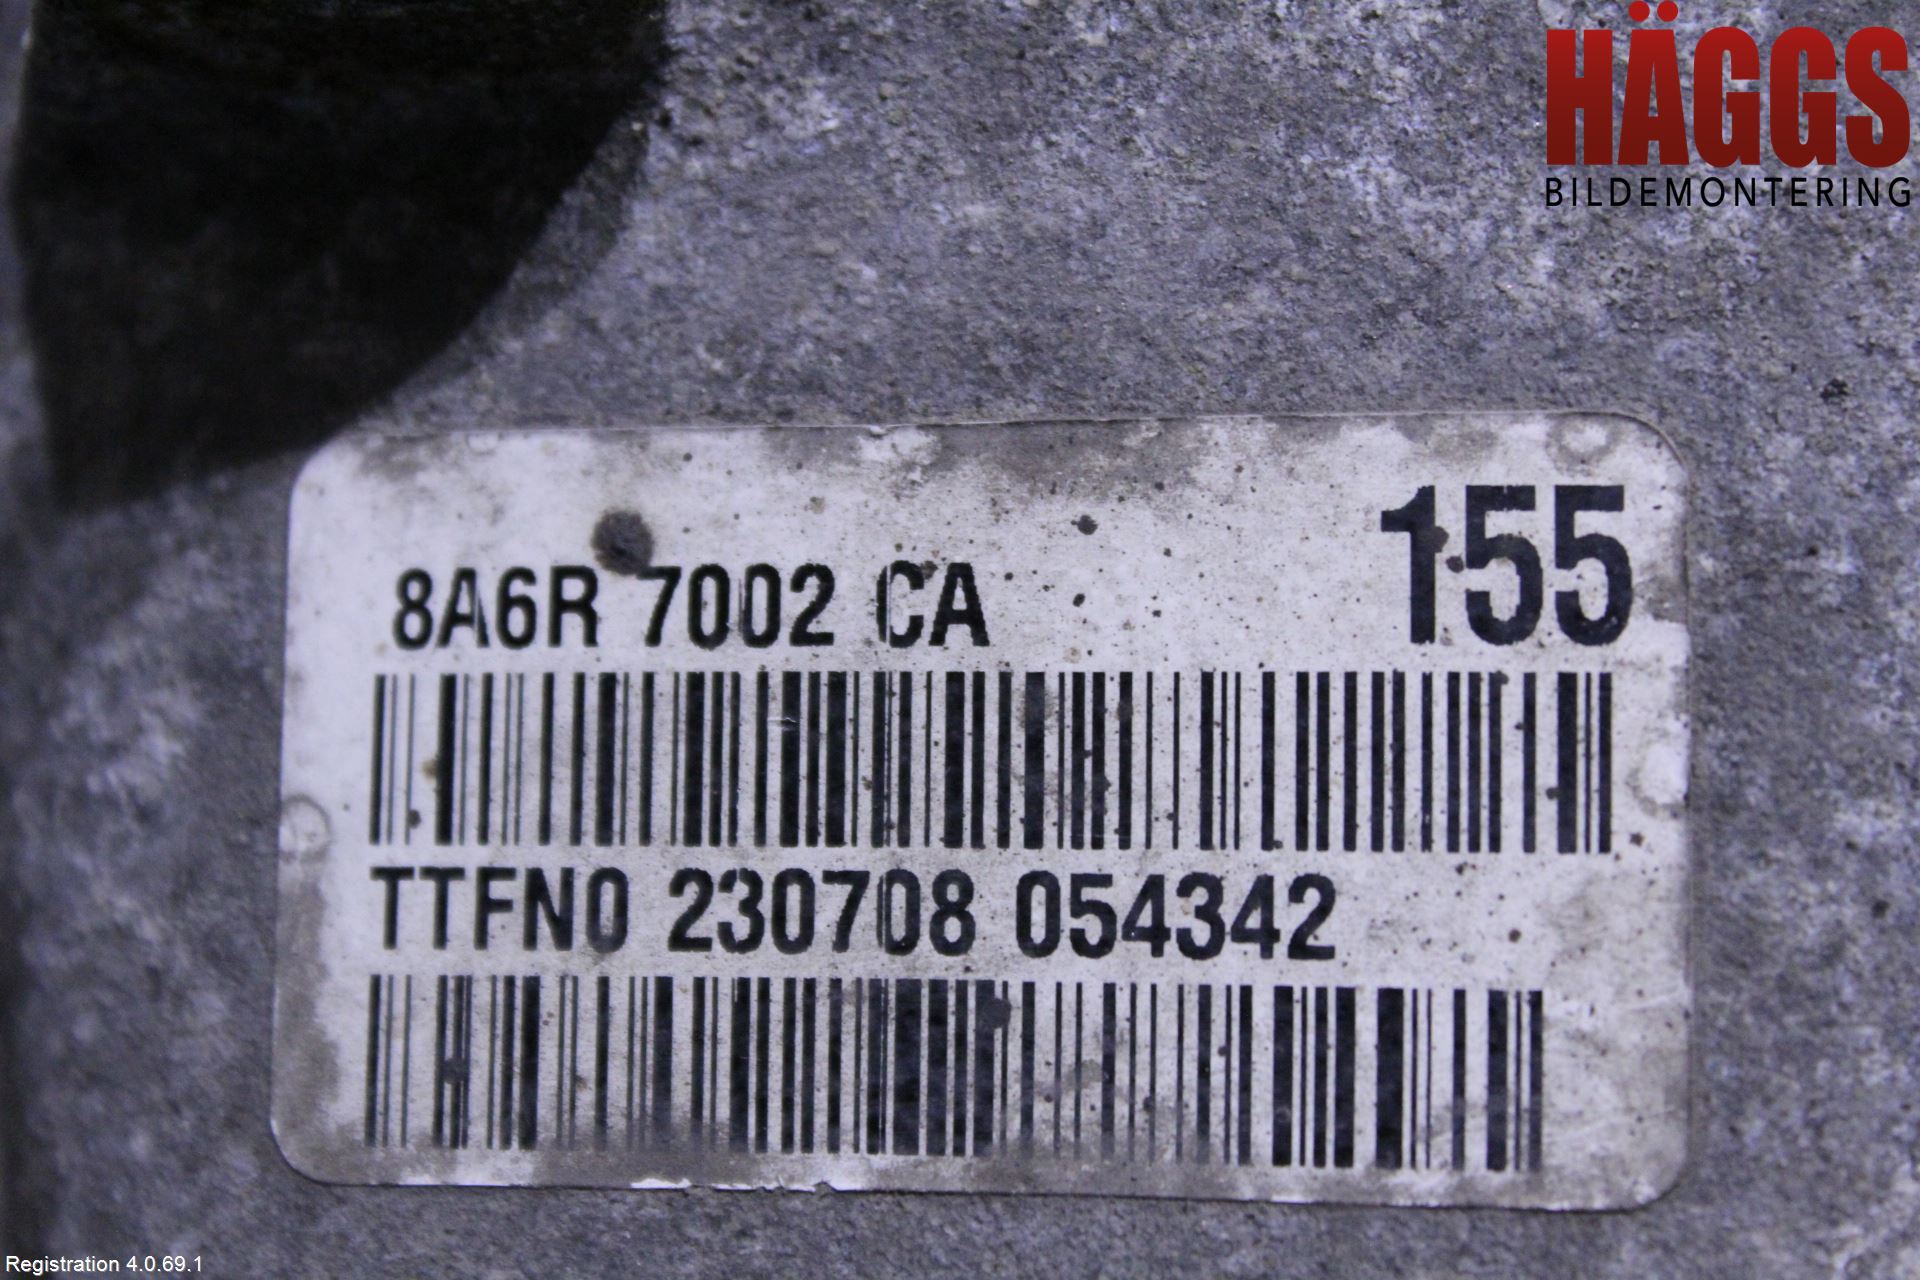 HÄGGS
BILDEMONTERING
155
8A6R 7002 CA
TTFN0 230708 054342
Registration 4.0.69.1